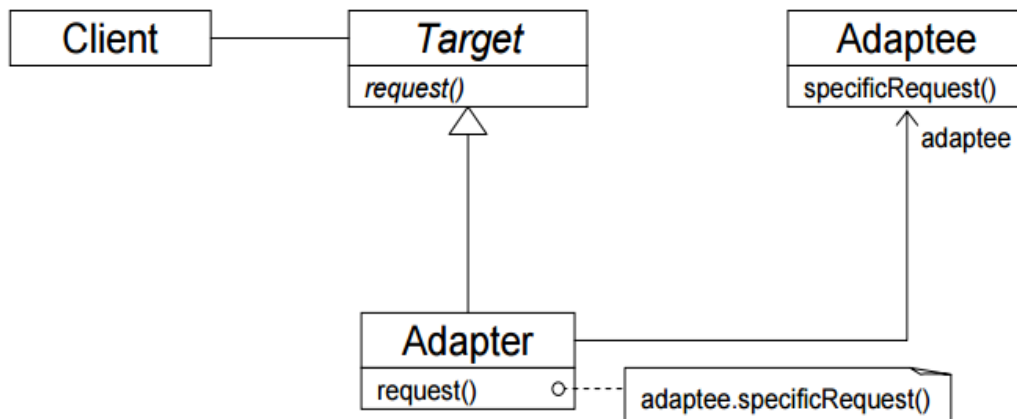 Client
Target
request()
Adaptee
specificRequest()
adaptee
Adapter
request()
adaptee.specificRequest()